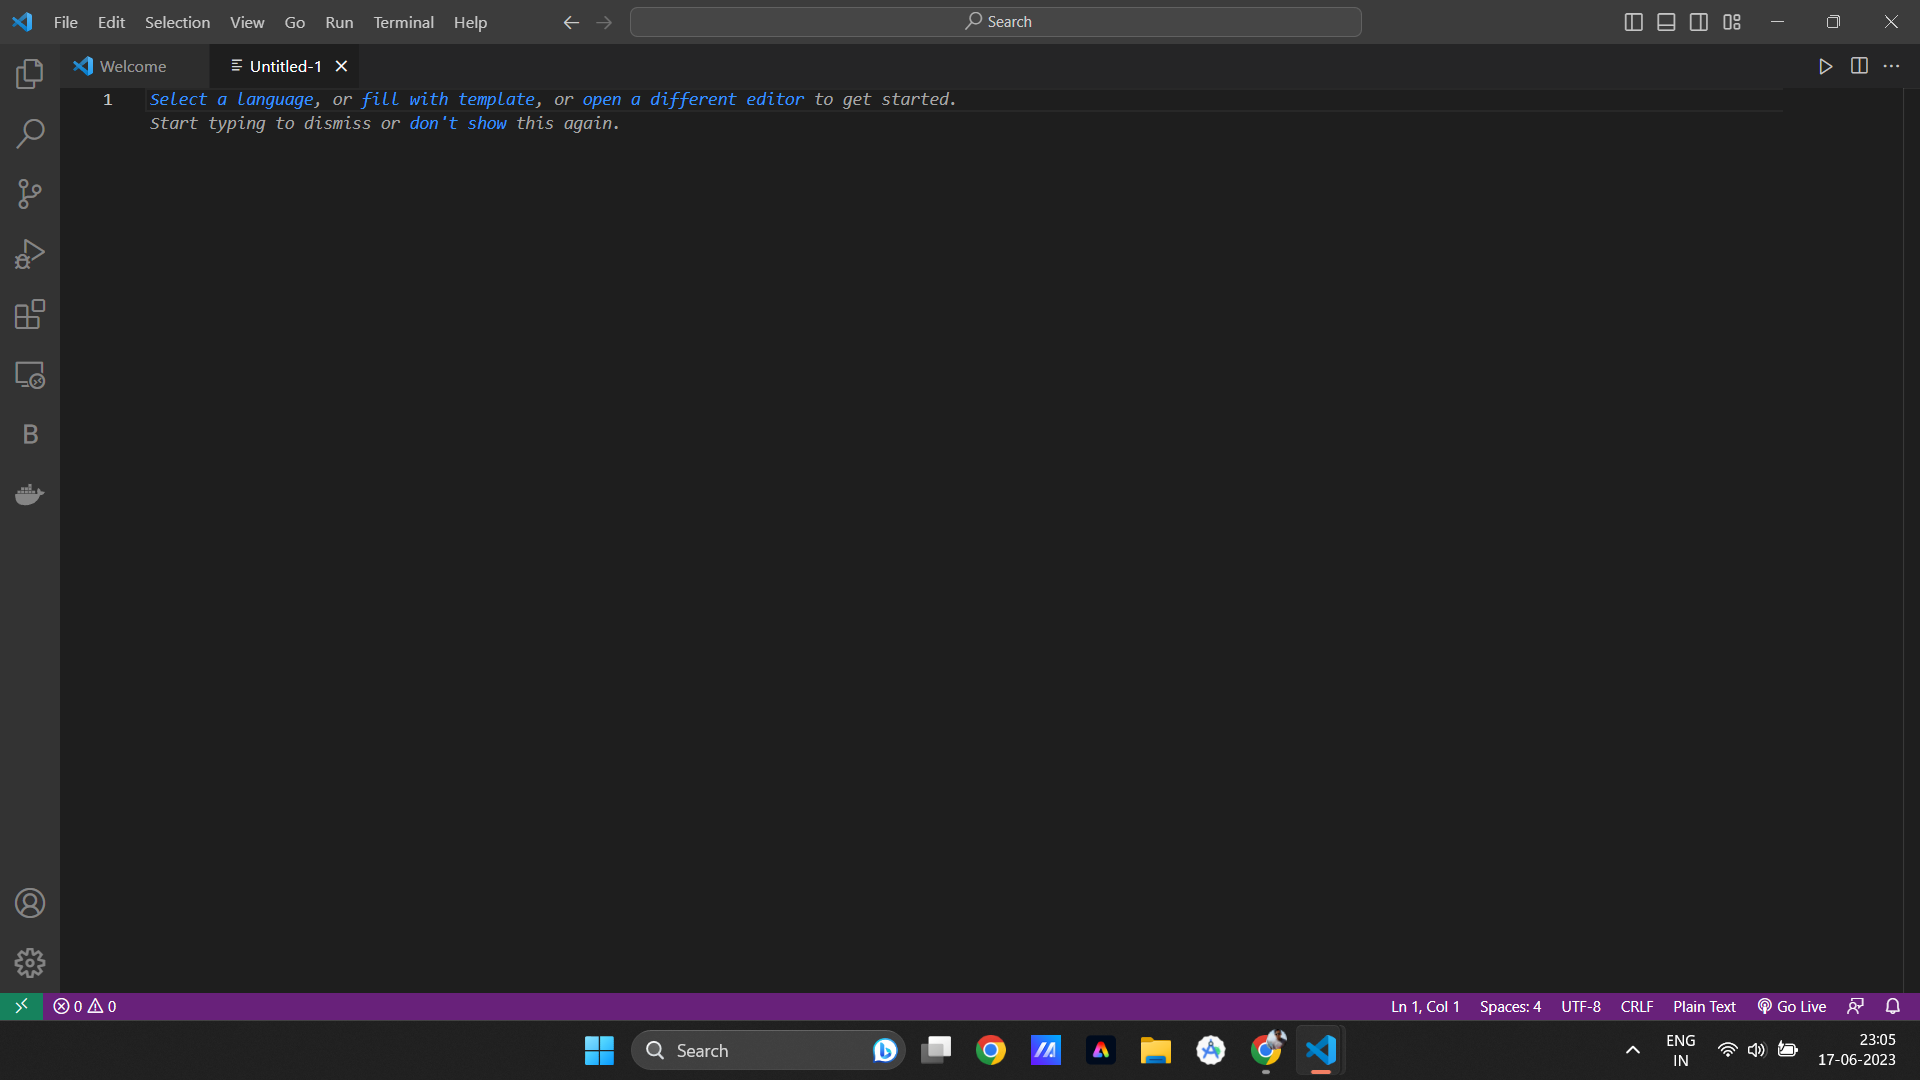 File Edit Selection View Go Run Terminal Help
Search
Welcome
Untitled-1
1
Select a language, or fill with template, or open a different editor to get started.
Start typing to dismiss or don't show this again.
B
0 0
Ln 1, Col 1 Spaces: 4 UTF-8 CRLF Plain Text Go Live
Search
ENG
IN
23:05
17-06-2023